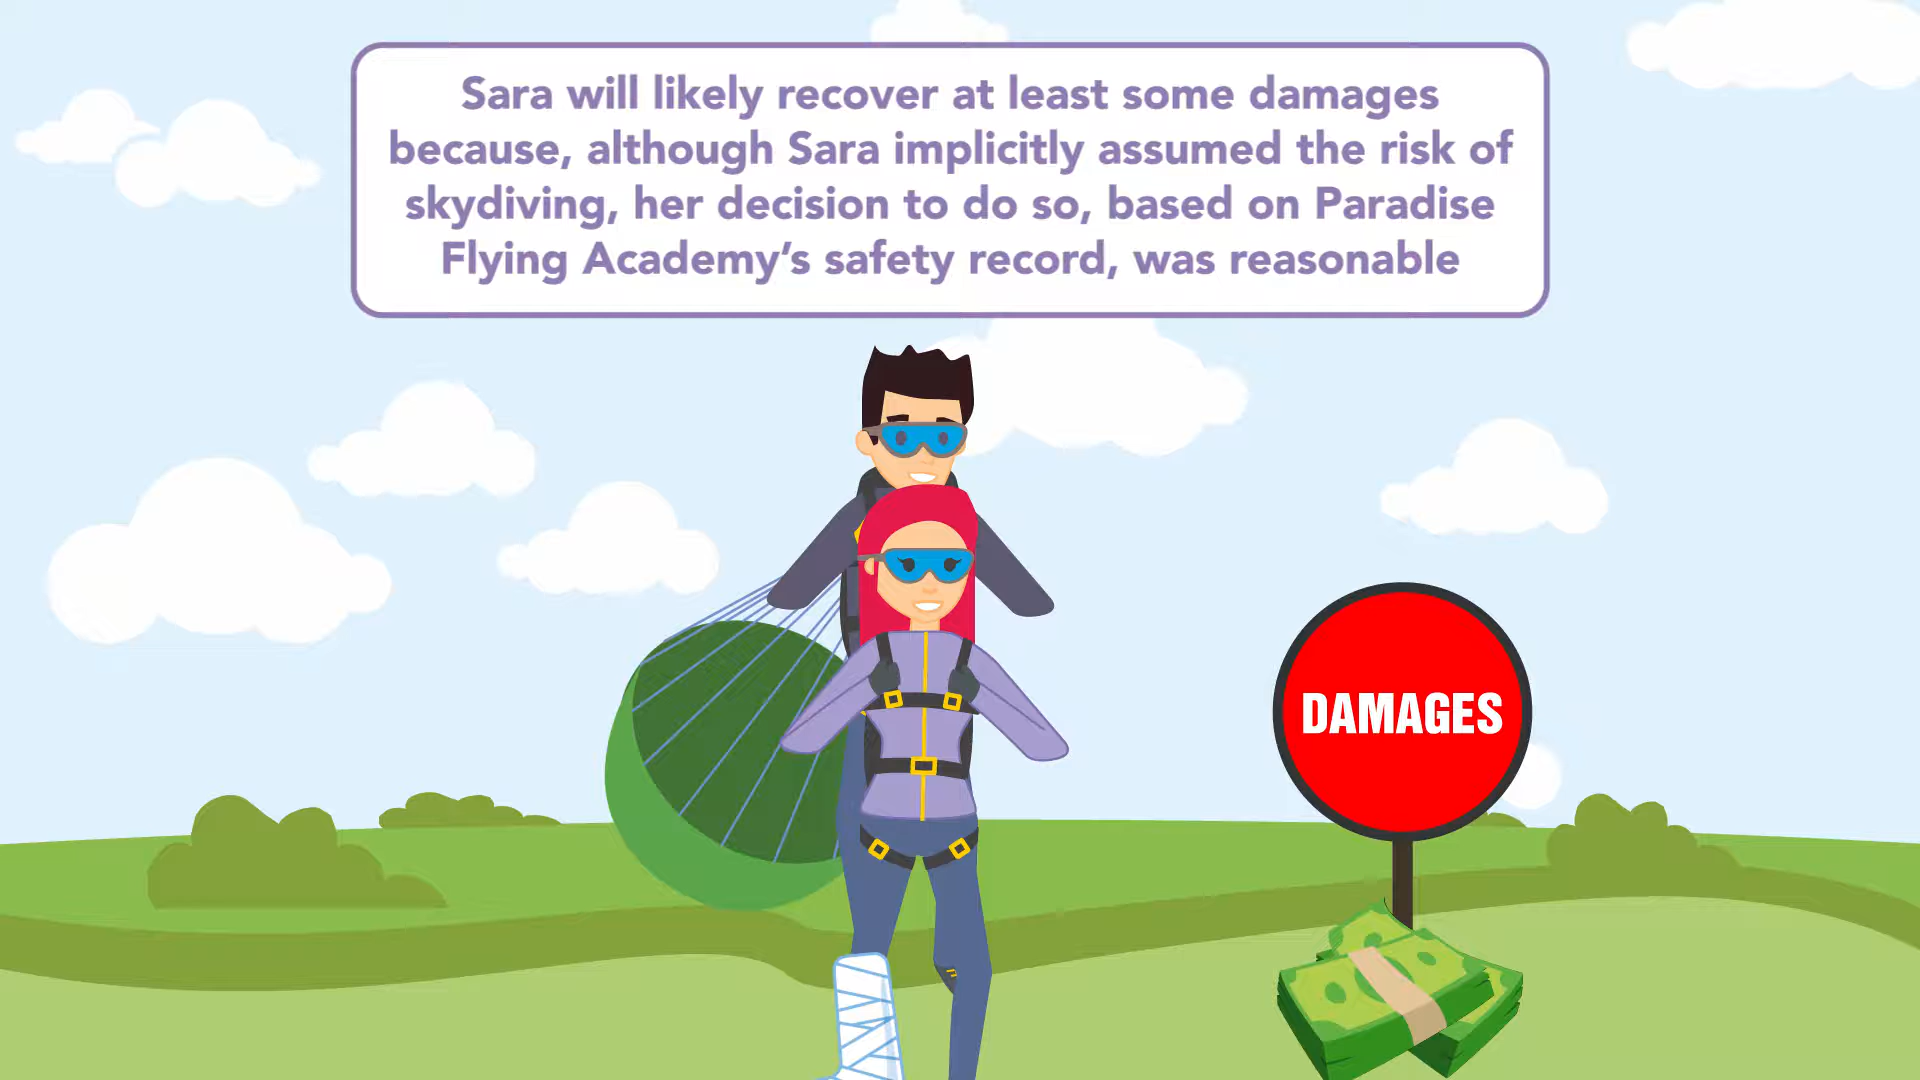 Sara will likely recover at least some damages
because, although Sara implicitly assumed the risk of
skydiving, her decision to do so, based on Paradise
Flying Academy’s safety record, was reasonable
DAMAGES